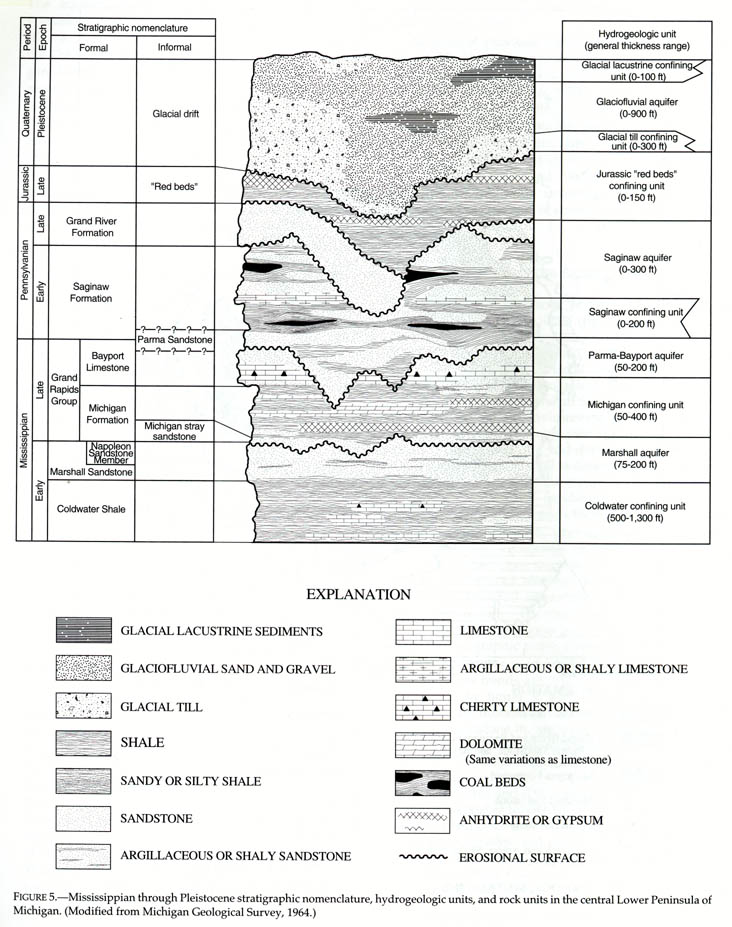 Period
Epoch
Stratigraphic nomenclature
Formal
Informal
Hydrogeologic unit
(general thickness range)
Quaternary
Pleistocene
Glacial drift
Glacial lacustrine confining
unit (0-100 ft)
Glaciofluvial aquifer
(0-900 ft)
Glacial till confining
unit (0-300 ft)
Jurassic
Late
"Red beds"
Jurassic "red beds"
confining unit
(0-150 ft)
Pennsylvanian
Late
Grand River
Formation
Early
Saginaw
Formation
Saginaw aquifer
(0-300 ft)
Saginaw confining unit
(0-200 ft)
-?-?-?-?-?-
Parma Sandstone
-?-?-?-?-?-
Parma-Bayport aquifer
(50-200 ft)
Mississippian
Late
Grand
Rapids
Group
Bayport
Limestone
Michigan
Formation
Michigan stray
sandstone
Michigan confining unit
(50-400 ft)
Early
Napoleon
Sandstone
Member
Marshall Sandstone
Marshall aquifer
(75-200 ft)
Coldwater Shale
Coldwater confining unit
(500-1,300 ft)
EXPLANATION
GLACIAL LACUSTRINE SEDIMENTS
GLACIOFLUVIAL SAND AND GRAVEL
GLACIAL TILL
SHALE
SANDY OR SILTY SHALE
SANDSTONE
ARGILLACEOUS OR SHALY SANDSTONE
LIMESTONE
ARGILLACEOUS OR SHALY LIMESTONE
CHERTY LIMESTONE
DOLOMITE
(Same variations as limestone)
COAL BEDS
ANHYDRITE OR GYPSUM
EROSIONAL SURFACE
FIGURE 5.—Mississippian through Pleistocene stratigraphic nomenclature, hydrogeologic units, and rock units in the central Lower Peninsula of
Michigan. (Modified from Michigan Geological Survey, 1964.)